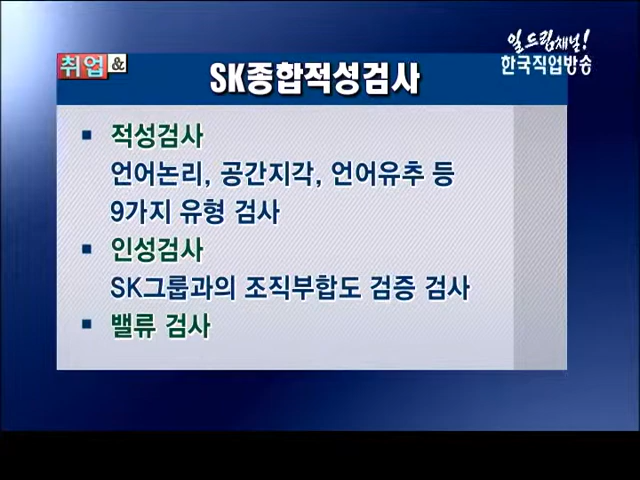 일 드림채널!
한국직업방송
취업 &
SK종합적성검사
▪ 적성검사
언어논리, 공간지각, 언어유추 등
9가지 유형 검사
▪ 인성검사
SK그룹과의 조직부합도 검증 검사
▪ 밸류 검사